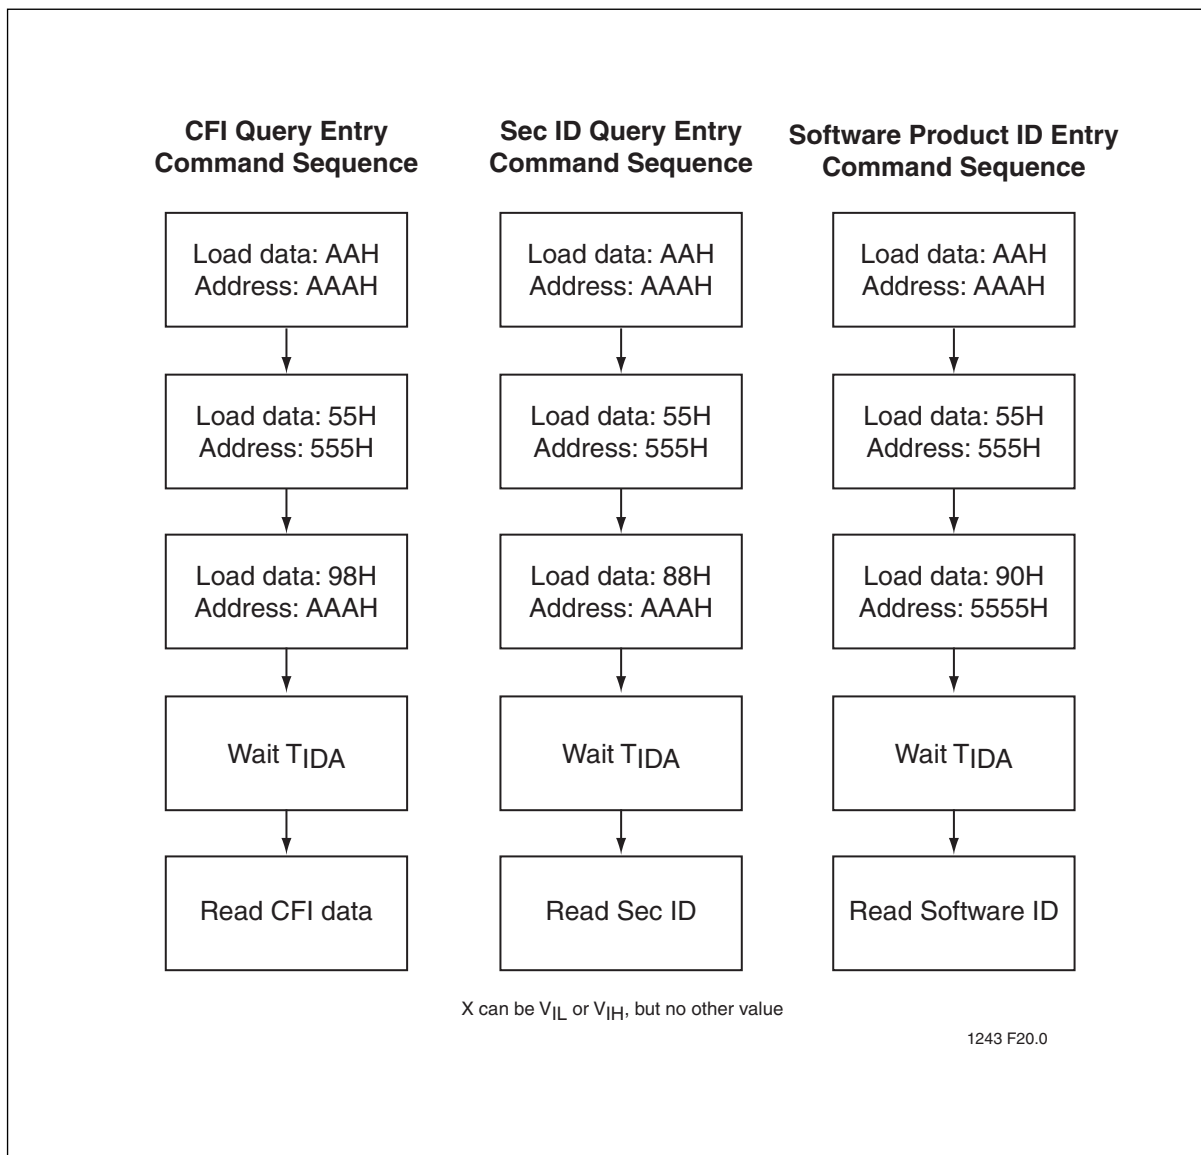 CFI Query Entry
Command Sequence
Load data: AAH
Address: AAAH
Load data: 55H
Address: 555H
Load data: 98H
Address: AAAH
Wait TIDA
Read CFI data
Sec ID Query Entry
Command Sequence
Load data: AAH
Address: AAAH
Load data: 55H
Address: 555H
Load data: 88H
Address: AAAH
Wait TIDA
Read Sec ID
Software Product ID Entry
Command Sequence
Load data: AAH
Address: AAAH
Load data: 55H
Address: 555H
Load data: 90H
Address: 5555H
Wait TIDA
Read Software ID
X can be VIL or VIH, but no other value
1243 F20.0